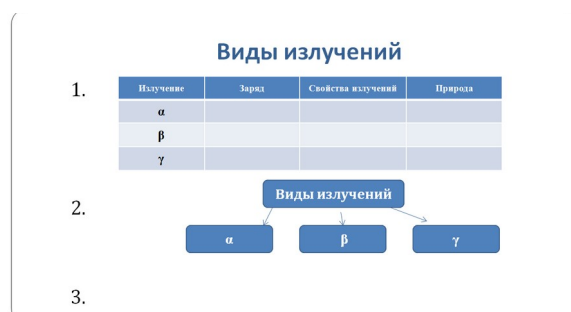 Виды излучений
1.
Излучение Заряд Свойства излучений Природа
α
β
γ
2.
Виды излучений
α β γ
3.